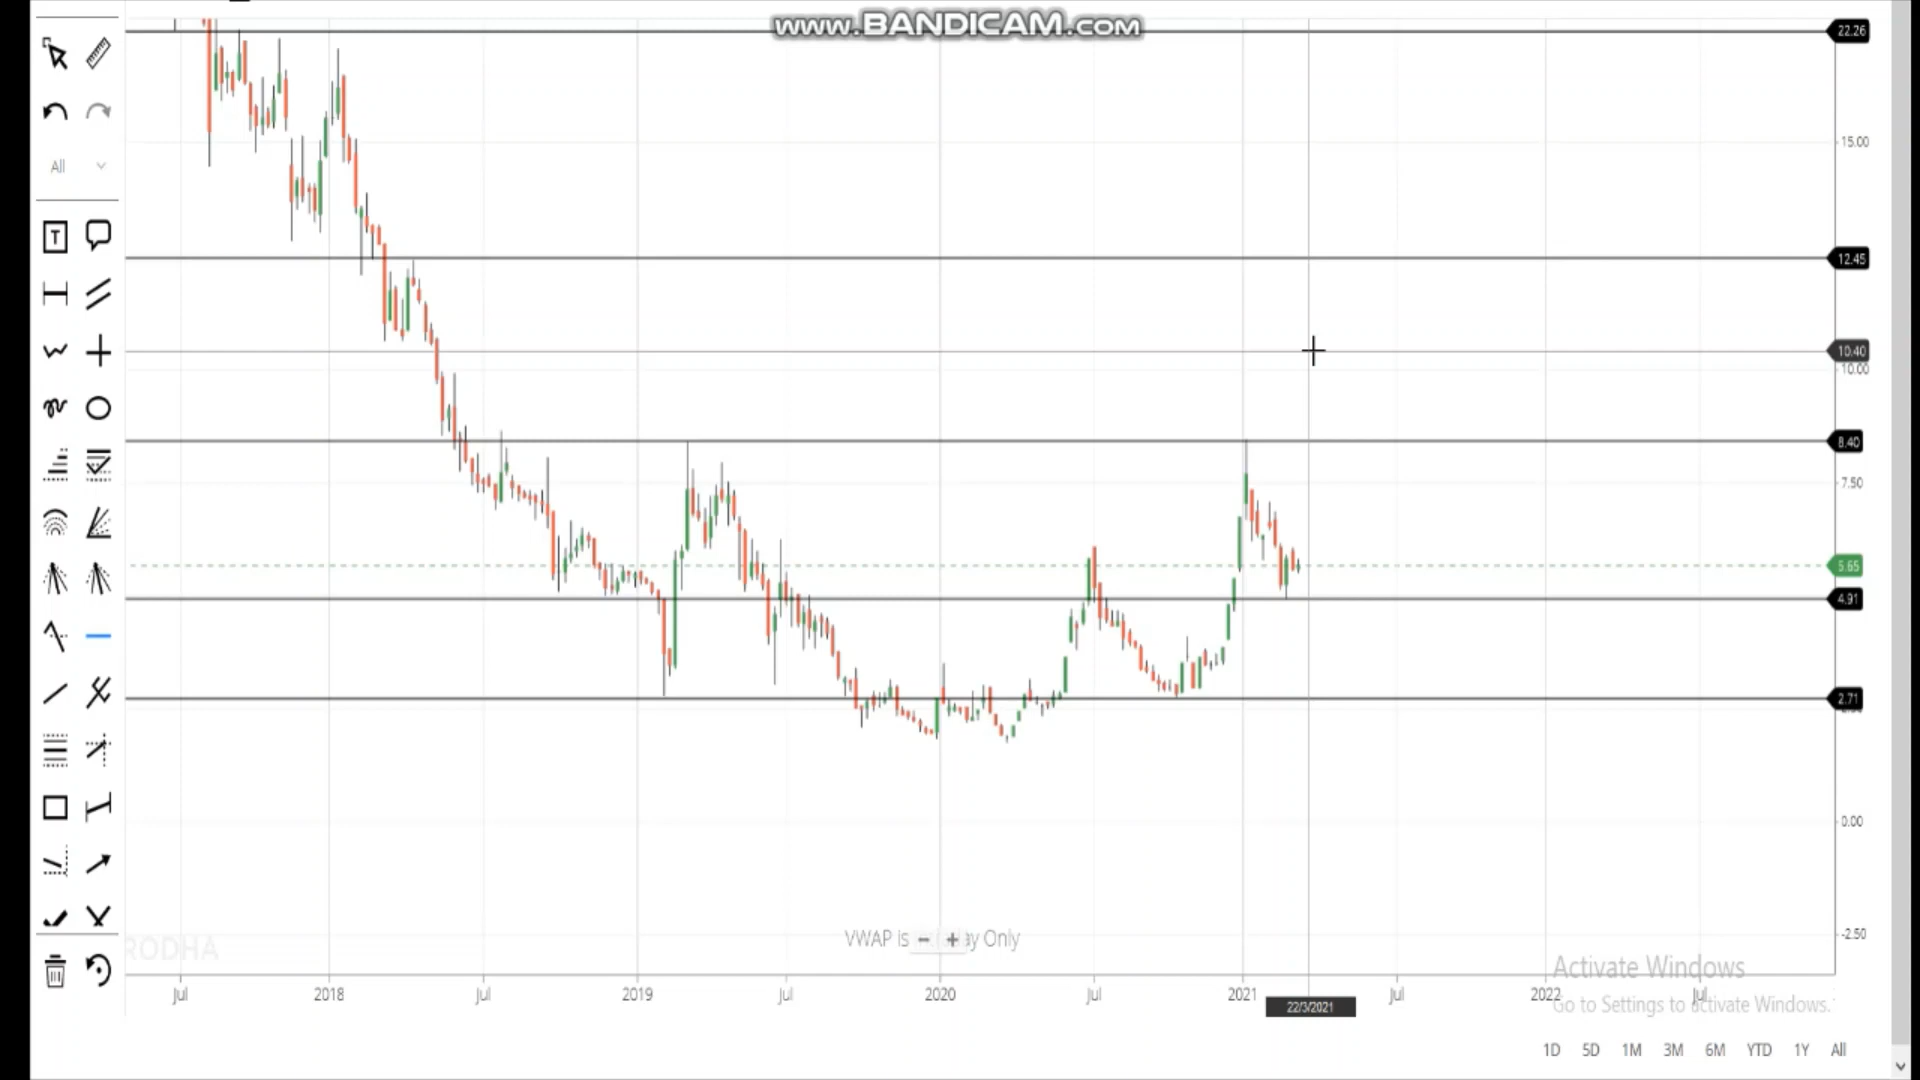 www.BANDICAM.com
22.26
15.00
All
T
12.45
10.40
10.00
8.40
7.50
5.65
4.91
2.71
0.00
VWAP is ay Only
-2.50
RODHA
Activate Windows
Jul 2018 Jul 2019 Jul 2020 Jul 2021 Jul 2022 Jul
22/3/2021
Go to Settings to activate Windows.
1D 5D 1M 3M 6M YTD 1Y All